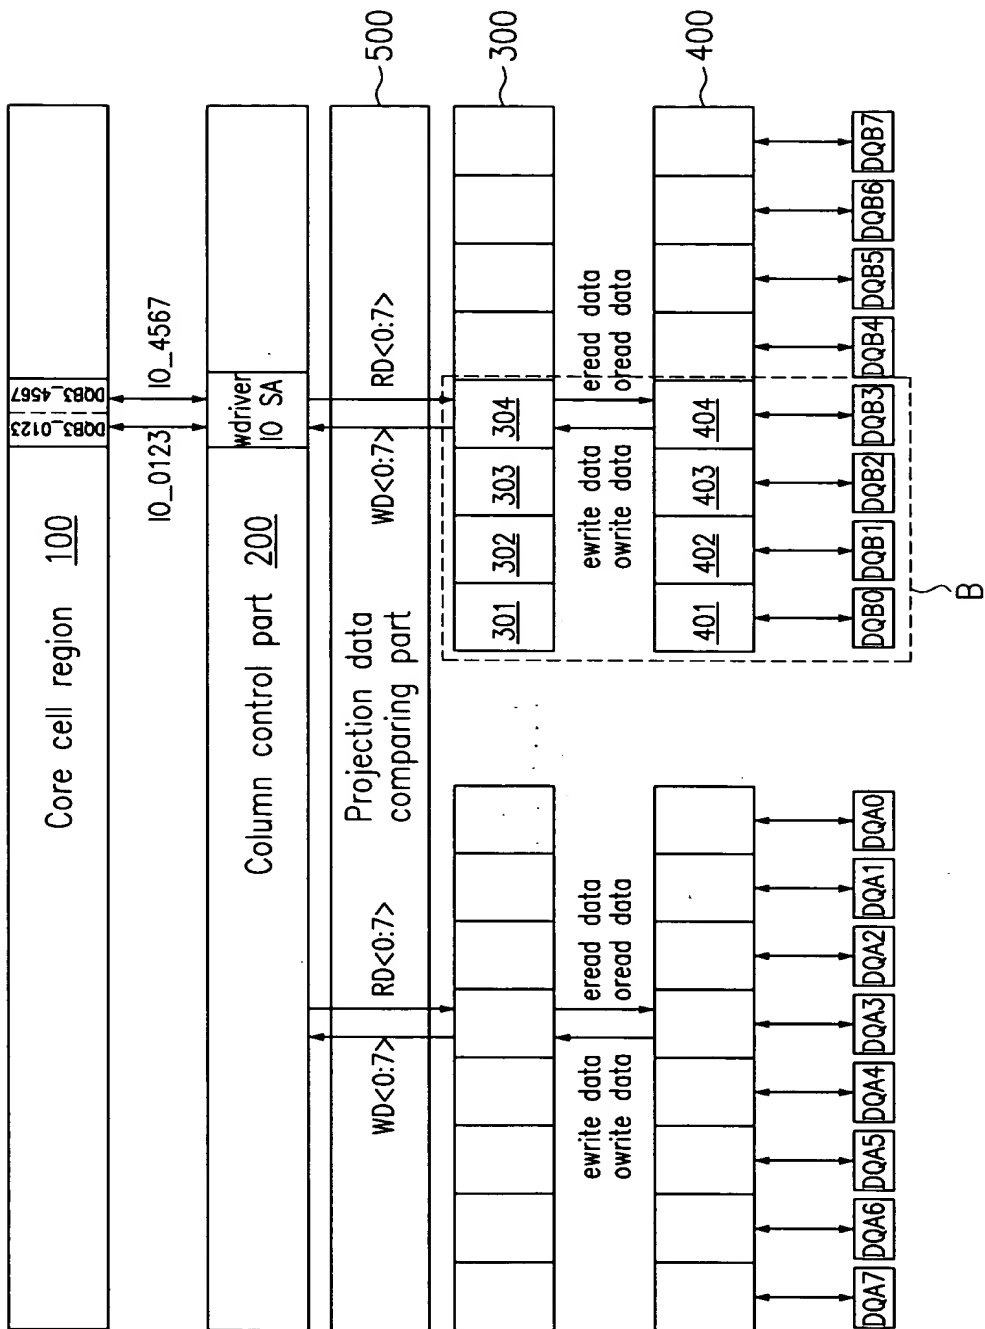 DQB3_0123
DQB3_4567
Core cell region 100
IO_0123
IO_4567
Column control part 200
wdriver
IO SA
500
Projection data
comparing part
WD<0:7>
RD<0:7>
WD<0:7>
RD<0:7>
300
301
302
303
304
ewrite data
owrite data
eread data
oread data
ewrite data
owrite data
eread data
oread data
400
401
402
403
404
DQA7
DQA6
DQA5
DQA4
DQA3
DQA2
DQA1
DQA0
DQB0
DQB1
DQB2
DQB3
DQB4
DQB5
DQB6
DQB7
B